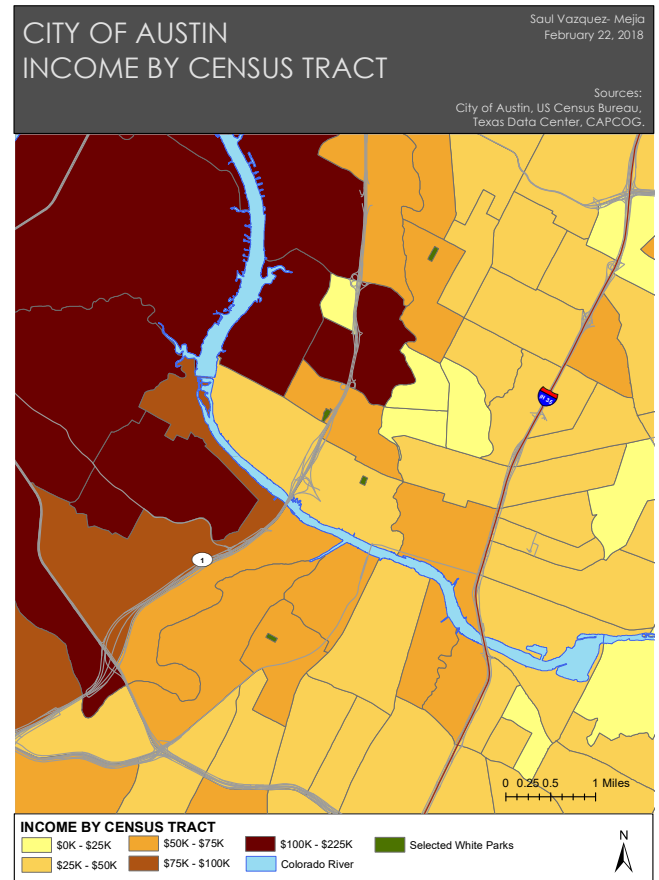 CITY OF AUSTIN
INCOME BY CENSUS TRACT
Saul Vazquez- Mejia
February 22, 2018
Sources:
City of Austin, US Census Bureau,
Texas Data Center, CAPCOG.
IH 35
1
0 0.25 0.5 1 Miles
INCOME BY CENSUS TRACT
$0K - $25K
$25K - $50K
$50K - $75K
$75K - $100K
$100K - $225K
Colorado River
Selected White Parks
N